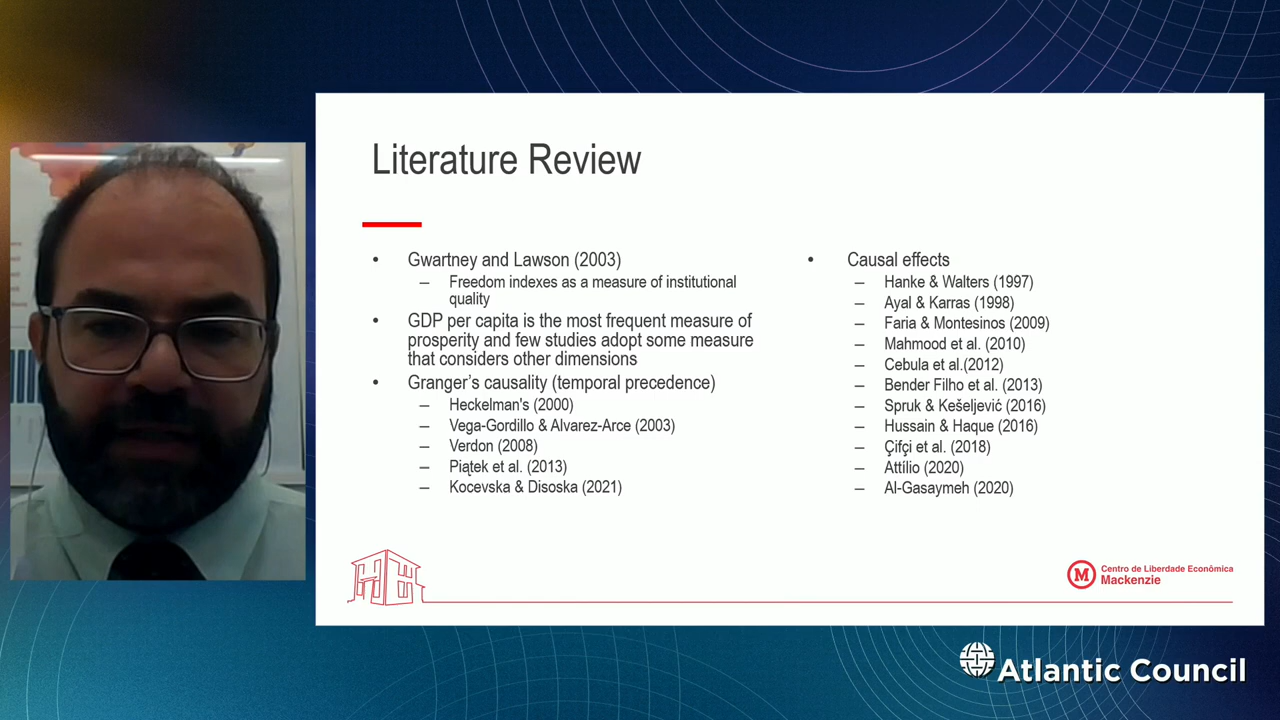 Literature Review
• Gwartney and Lawson (2003)
– Freedom indexes as a measure of institutional
quality
• GDP per capita is the most frequent measure of
prosperity and few studies adopt some measure
that considers other dimensions
• Granger's causality (temporal precedence)
– Heckelman's (2000)
– Vega-Gordillo & Alvarez-Arce (2003)
– Verdon (2008)
– Piątek et al. (2013)
– Kocevska & Disoska (2021)
• Causal effects
– Hanke & Walters (1997)
– Ayal & Karras (1998)
– Faria & Montesinos (2009)
– Mahmood et al. (2010)
– Cebula et al.(2012)
– Bender Filho et al. (2013)
– Spruk & Kešeljević (2016)
– Hussain & Haque (2016)
– Çifçi et al. (2018)
– Attílio (2020)
– Al-Gasaymeh (2020)
M
Centro de Liberdade Econômica
Mackenzie
Atlantic Council